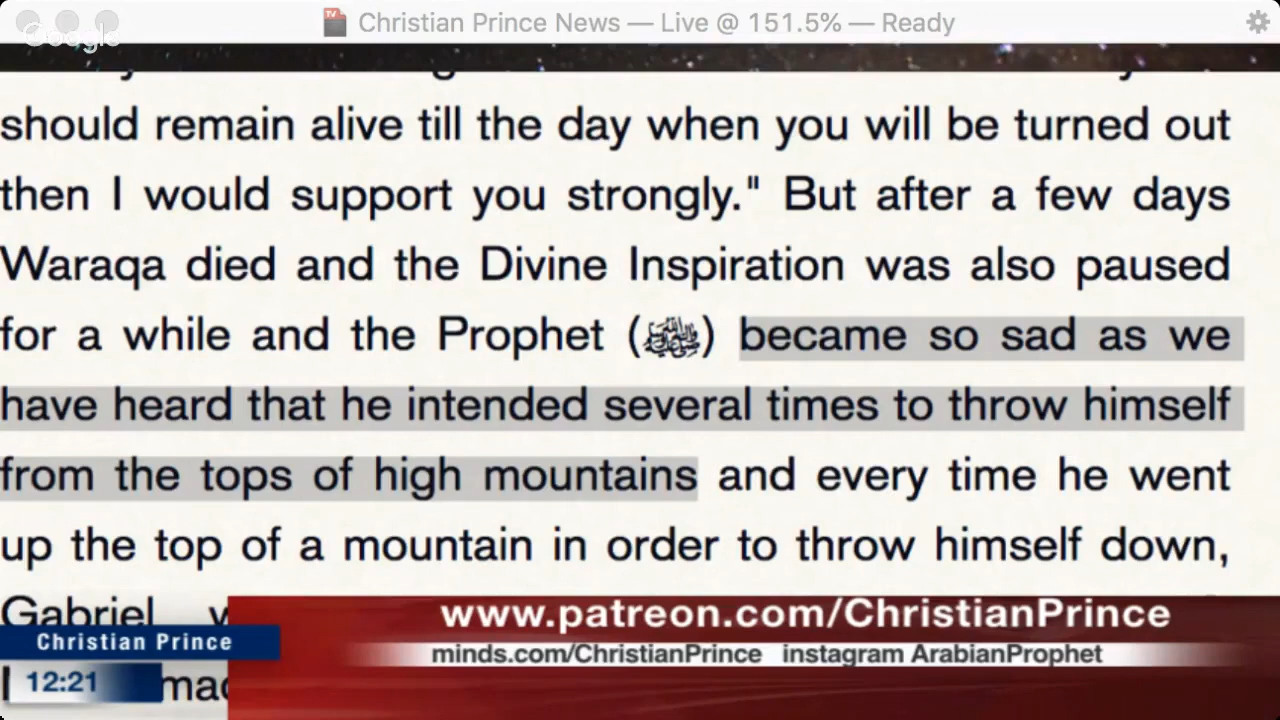 Christian Prince News — Live @ 151.5% — Ready
Google
should remain alive till the day when you will be turned out
then I would support you strongly." But after a few days
Waraqa died and the Divine Inspiration was also paused
for a while and the Prophet (ﷺ) became so sad as we
have heard that he intended several times to throw himself
from the tops of high mountains and every time he went
up the top of a mountain in order to throw himself down,
Gabriel
www.patreon.com/ChristianPrince
Christian Prince
minds.com/ChristianPrince instagram ArabianProphet
12:21